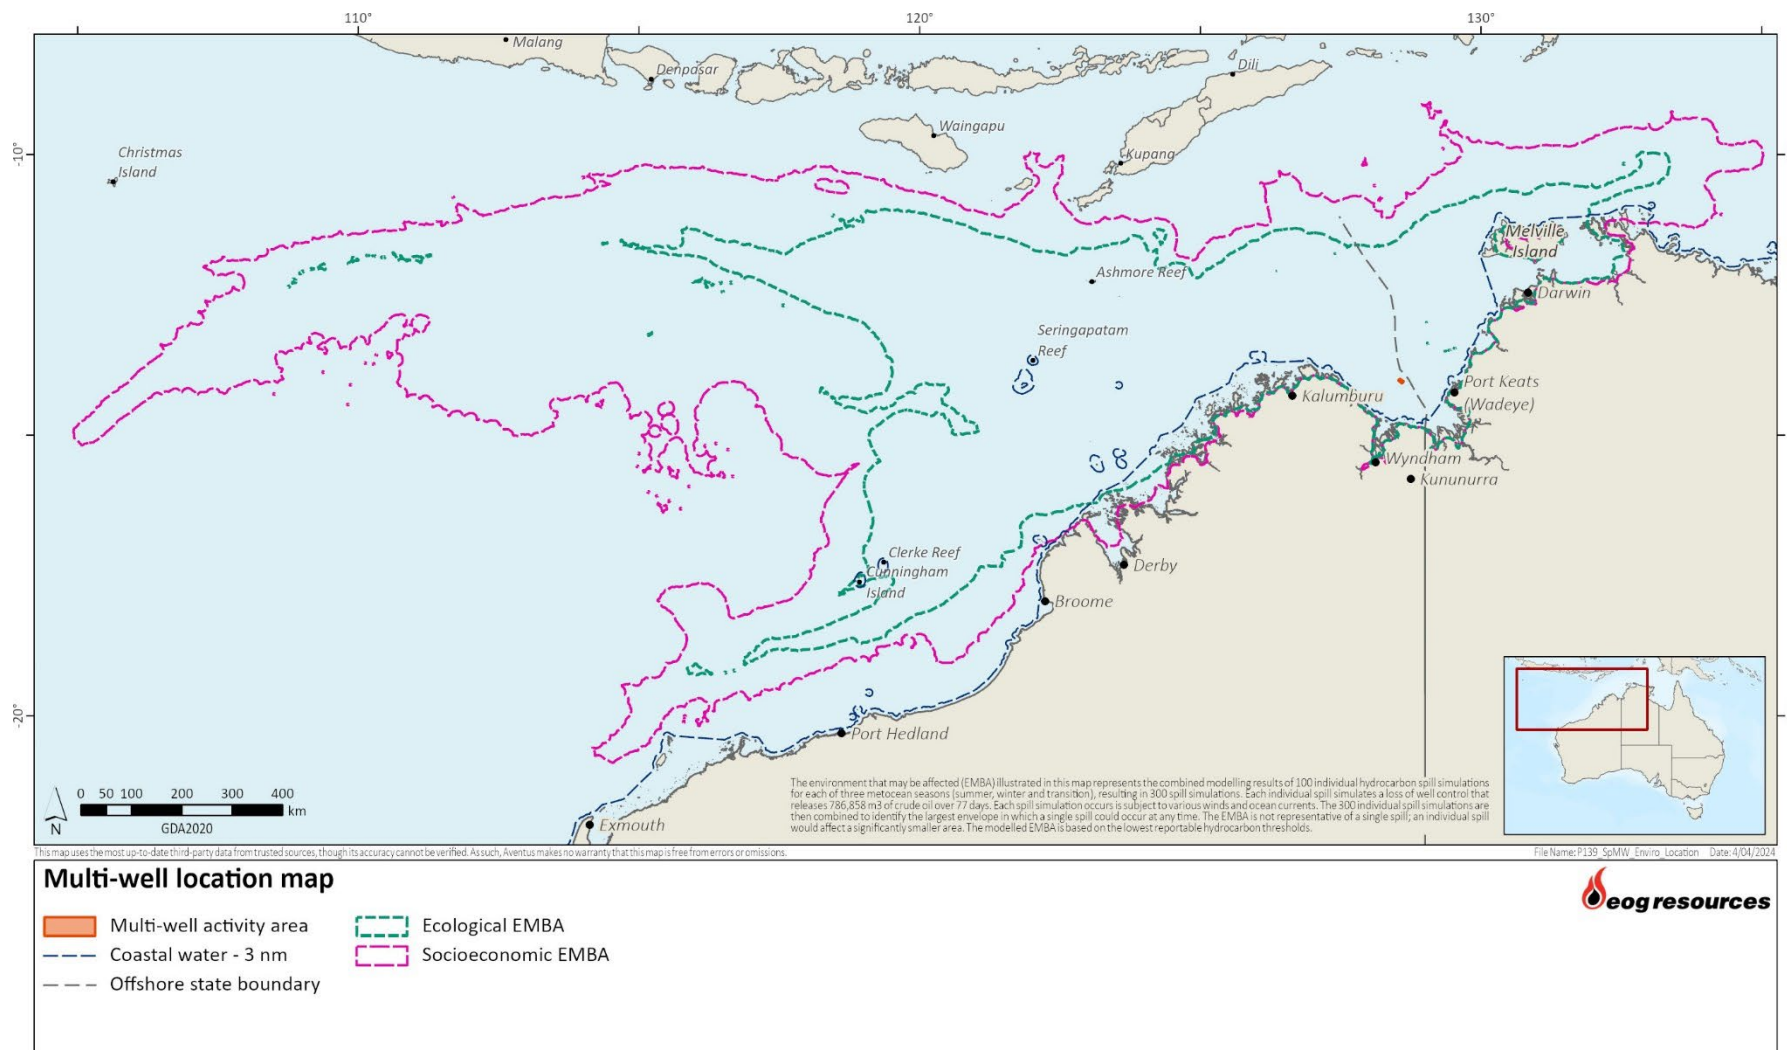 110°
120°
130°
Malang
Denpasar
Dili
Waingapu
Christmas
Island
Kupang
-10°
Melville
Island
Ashmore Reef
Darwin
Seringapatam
Reef
Port Keats
(Wadeye)
Kalumburu
Wyndham
Kununurra
Clerke Reef
Cunningham
Island
Derby
Broome
-20°
Port Hedland
Exmouth
0 50 100 200 300 400
km
N
GDA2020
The environment that may be affected (EMBA) illustrated in this map represents the combined modelling results of 100 individual hydrocarbon spill simulations
for each of three metocean seasons (summer, winter and transition), resulting in 300 spill simulations. Each individual spill simulates a loss of well control that
releases 786,858 m3 of crude oil over 77 days. Each spill simulation occurs is subject to various winds and ocean currents. The 300 individual spill simulations are
then combined to identify the largest envelope in which a single spill could occur at any time. The EMBA is not representative of a single spill; an individual spill
would affect a significantly smaller area. The modelled EMBA is based on the lowest reportable hydrocarbon thresholds.
This map uses the most up-to-date third-party data from trusted sources, though its accuracy cannot be verified. As such, Aventus makes no warranty that this map is free from errors or omissions.
File Name: P139_SpMW_Enviro_Location Date: 4/04/2024
Multi-well location map
eog resources
Multi-well activity area
Coastal water - 3 nm
Offshore state boundary
Ecological EMBA
Socioeconomic EMBA